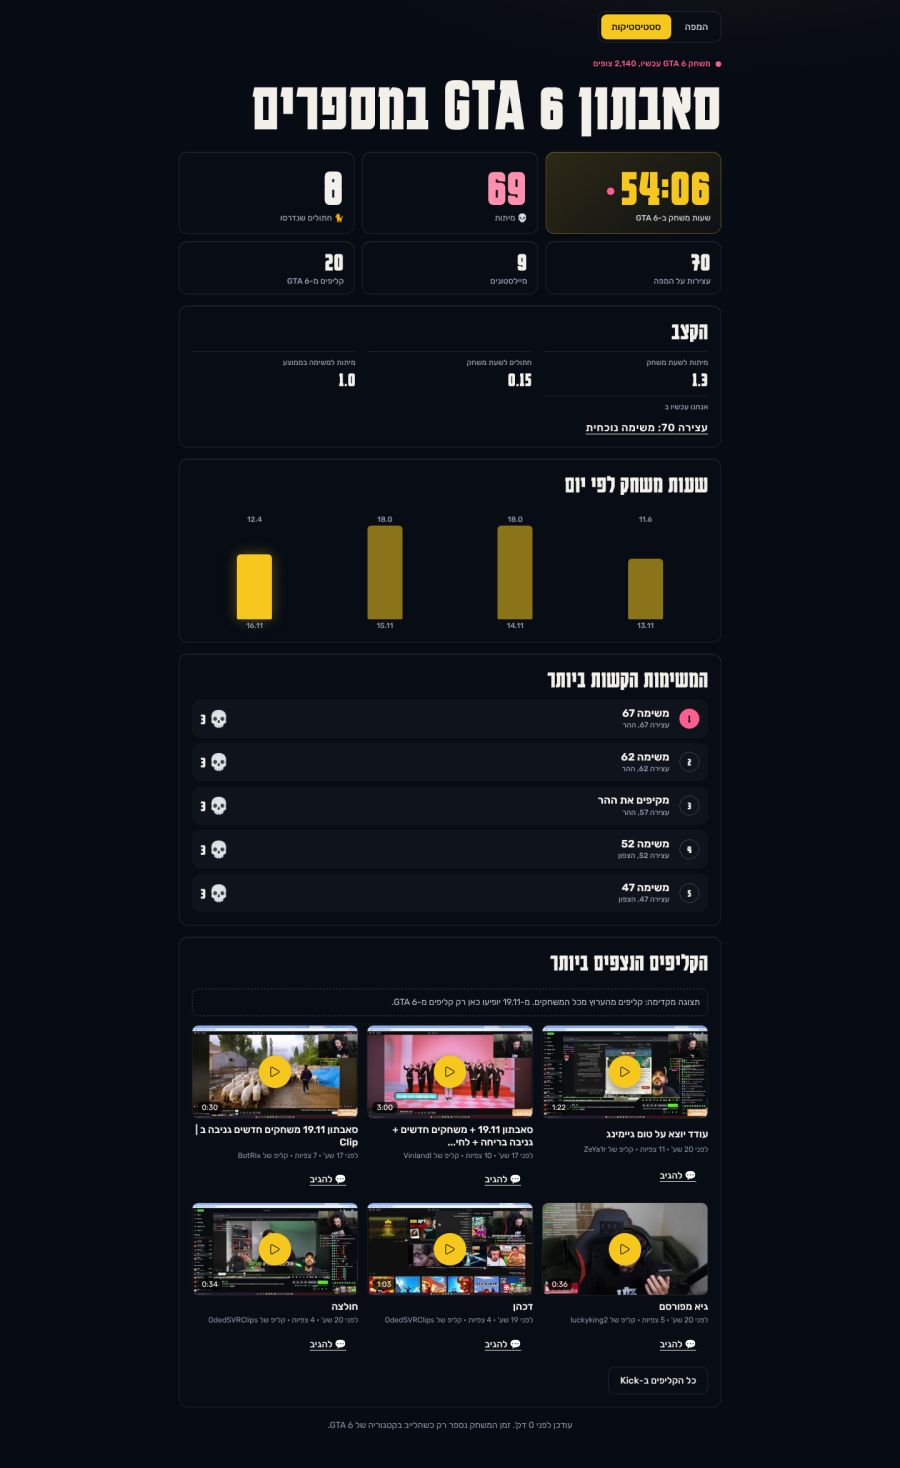 המפה
סטטיסטיקות
משחק GTA 6 עכשיו, 2,140 צופים
סאבתון GTA 6 במספרים
54:06
שעות משחק ב-GTA 6
69
💀 מיתות
8
🐈 חתולים שנדרסו
70
עצירות על המפה
9
מיילסטונים
20
קליפים מ-GTA 6
הקצב
מיתות לשעת משחק
1.3
חתולים לשעת משחק
0.15
מיתות למשימה בממוצע
1.0
אנחנו עכשיו ב
עצירה 70: משימה נוכחית
שעות משחק לפי יום
11.6
18.0
18.0
12.4
13.11
14.11
15.11
16.11
המשימות הקשות ביותר
1
משימה 67
עצירה 67, ההר
💀 3
2
משימה 62
עצירה 62, ההר
💀 3
3
מקיפים את ההר
עצירה 57, ההר
💀 3
4
משימה 52
עצירה 52, הצפון
💀 3
5
משימה 47
עצירה 47, הצפון
💀 3
הקליפים הנצפים ביותר
תצוגה מקדימה: קליפים מהערוץ מכל המשחקים. מ-19.11 יופיעו כאן רק קליפים מ-GTA 6.
1:22
עודד יוצא על טום גיימינג
לפני 20 שע' • 11 צפיות • קליפ של ZeYa1r
💬 להגיב
3:00
סאבתון 19.11 + משחקים חדשים +
גניבה בריחה + לחי...
לפני 17 שע' • 10 צפיות • קליפ של Vinlandl
💬 להגיב
0:30
סאבתון 19.11 משחקים חדשים גניבה ב |
Clip
לפני 17 שע' • 7 צפיות • קליפ של BotRix
💬 להגיב
0:36
גיא מפורסם
לפני 20 שע' • 5 צפיות • קליפ של luckyking2
💬 להגיב
1:03
דכהן
לפני 19 שע' • 4 צפיות • קליפ של OdedSVRClips
💬 להגיב
0:34
חולצה
לפני 20 שע' • 4 צפיות • קליפ של OdedSVRClips
💬 להגיב
כל הקליפים ב-Kick
עודכן לפני 0 דק'. זמן המשחק נספר רק כשהלייב בקטגוריה של GTA 6.